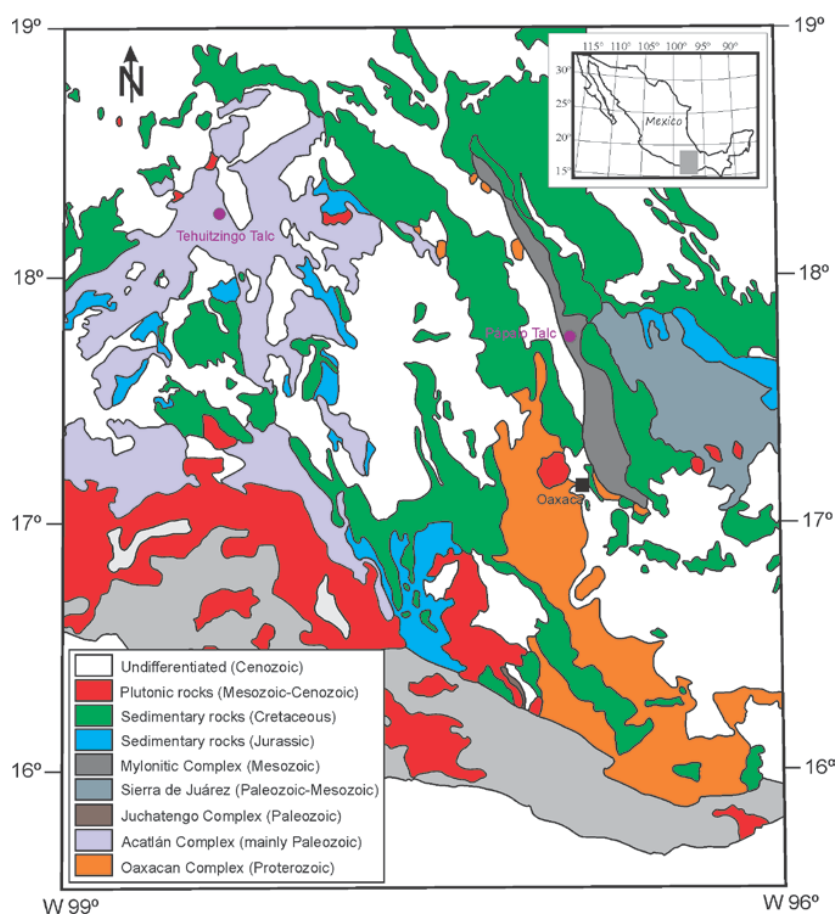 19º
19º
N
115º 110º 105º 100º 95º 90º
30º
25º
20º
15º
Mexico
Tehuitzingo Talc
18º
18º
Pápalo Talc
Oaxaca
17º
17º
Undifferentiated (Cenozoic)
Plutonic rocks (Mesozoic-Cenozoic)
Sedimentary rocks (Cretaceous)
Sedimentary rocks (Jurassic)
Mylonitic Complex (Mesozoic)
Sierra de Juárez (Paleozoic-Mesozoic)
Juchatengo Complex (Paleozoic)
Acatlán Complex (mainly Paleozoic)
Oaxacan Complex (Proterozoic)
16º
16º
W 99º
W 96º